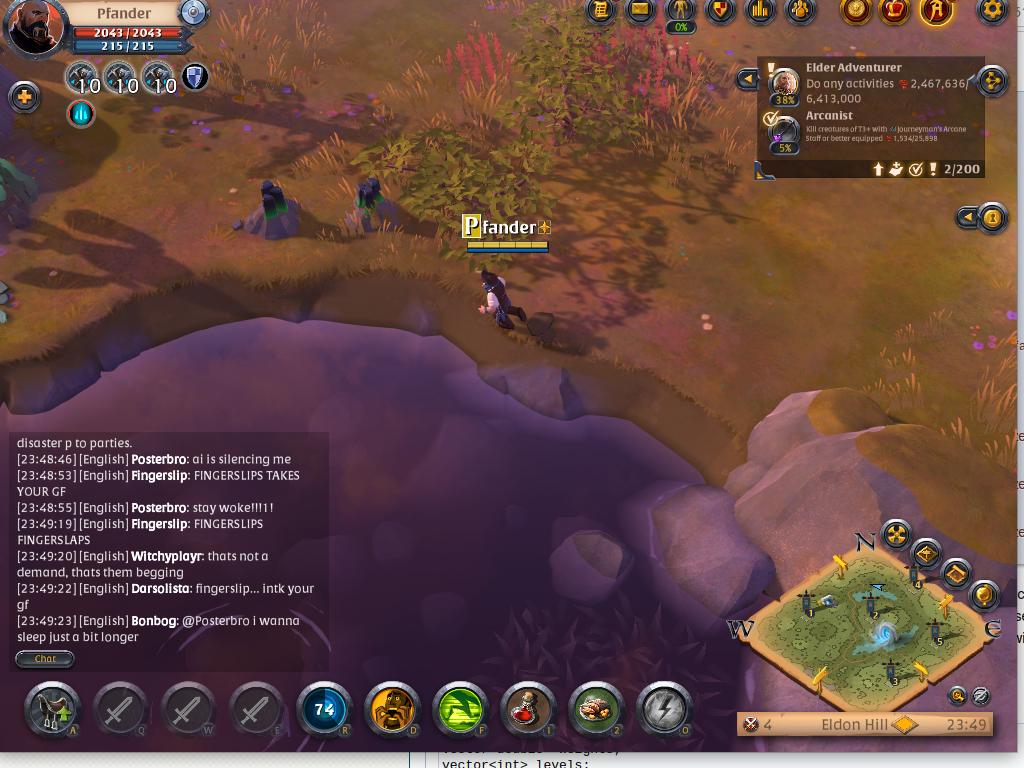 Pfander
2043 / 2043
215 / 215
10 10 10
0%
Elder Adventurer
Do any activities 2,467,636/
6,413,000
38%
Arcanist
Kill creatures of T3+ with Journeyman's Arcane
Staff or better equipped 1,534/25,898
5%
2/200
Pfander
disaster p to parties.
[23:48:46] [English] Posterbro: ai is silencing me
[23:48:53] [English] Fingerslip: FINGERSLIPS TAKES
YOUR GF
[23:48:55] [English] Posterbro: stay woke!!!1!
[23:49:19] [English] Fingerslip: FINGERSLIPS
FINGERSLAPS
[23:49:20] [English] Witchyplayr: thats not a
demand, thats them begging
[23:49:22] [English] Darsolista: fingerslip... intk your
gf
[23:49:23] [English] Bonbog: @Posterbro i wanna
sleep just a bit longer
Chat
N
W
E
1
2
3
4
5
A
Q
W
E
74
R
D
F
1
2
O
4
Eldon Hill
23:49
vector<int> levels;